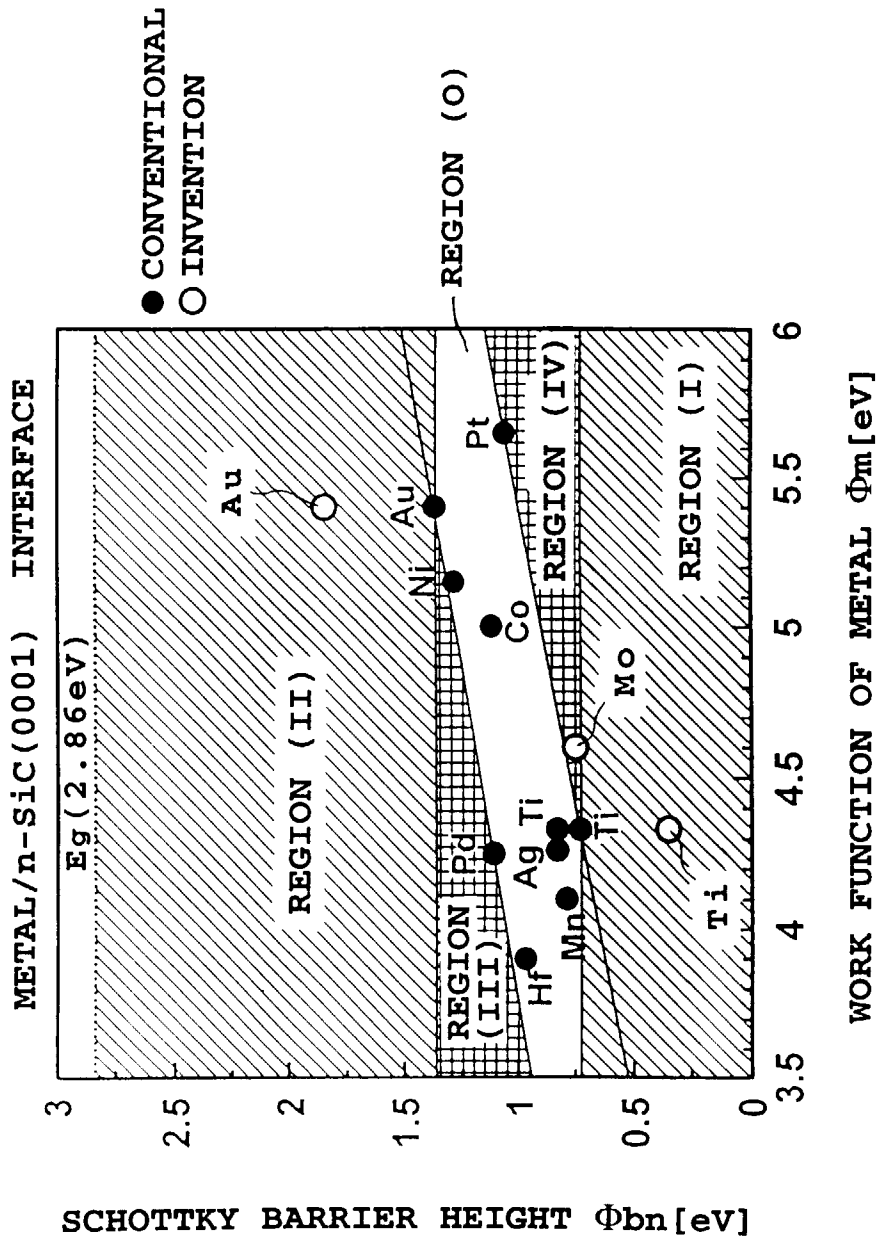 METAL/n-SiC(0001) INTERFACE
● CONVENTIONAL
○ INVENTION
Eg(2.86eV)
REGION (II)
Au
REGION (III)
Pd
Ni
Au
REGION (O)
Hf
Mn
Ag
Ti
Ti
Co
Pt
REGION (IV)
Mo
Ti
REGION (I)
3
2.5
2
1.5
1
0.5
0
3.5
4
4.5
5
5.5
6
SCHOTTKY BARRIER HEIGHT Φbn[eV]
WORK FUNCTION OF METAL Φm[eV]